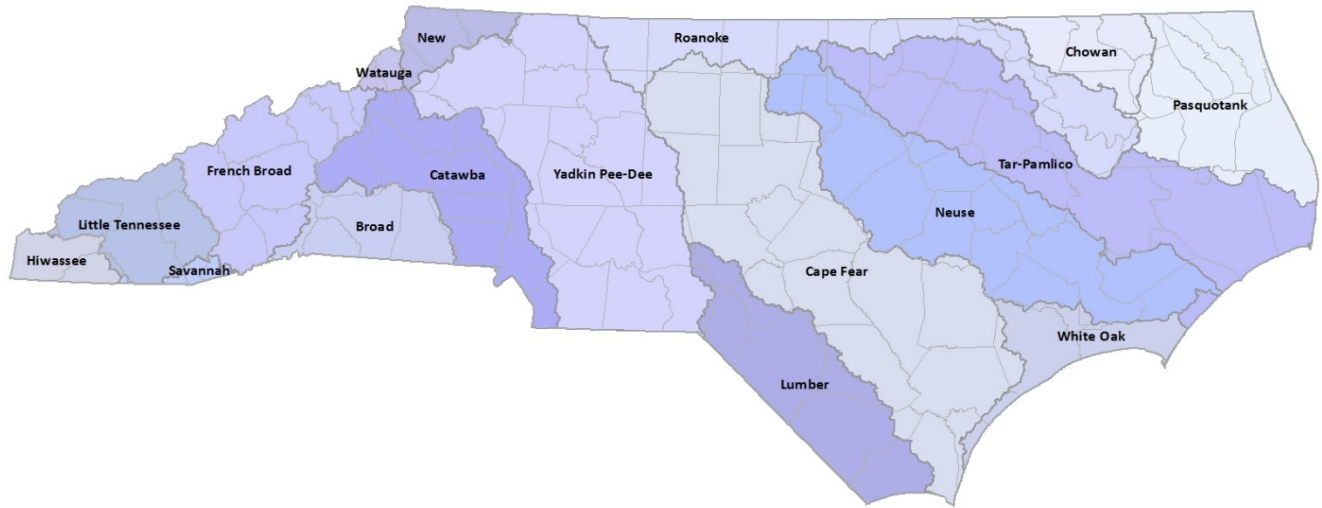 New
Roanoke
Chowan
Watauga
Pasquotank
French Broad
Catawba
Yadkin Pee-Dee
Tar-Pamlico
Little Tennessee
Broad
Neuse
Hiwassee
Savannah
Cape Fear
White Oak
Lumber